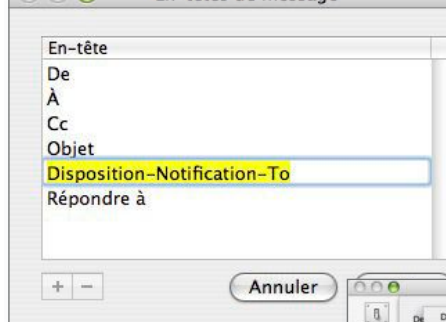 En-tête
De
À
Cc
Objet
Disposition-Notification-To
Répondre à
+ −
Annuler